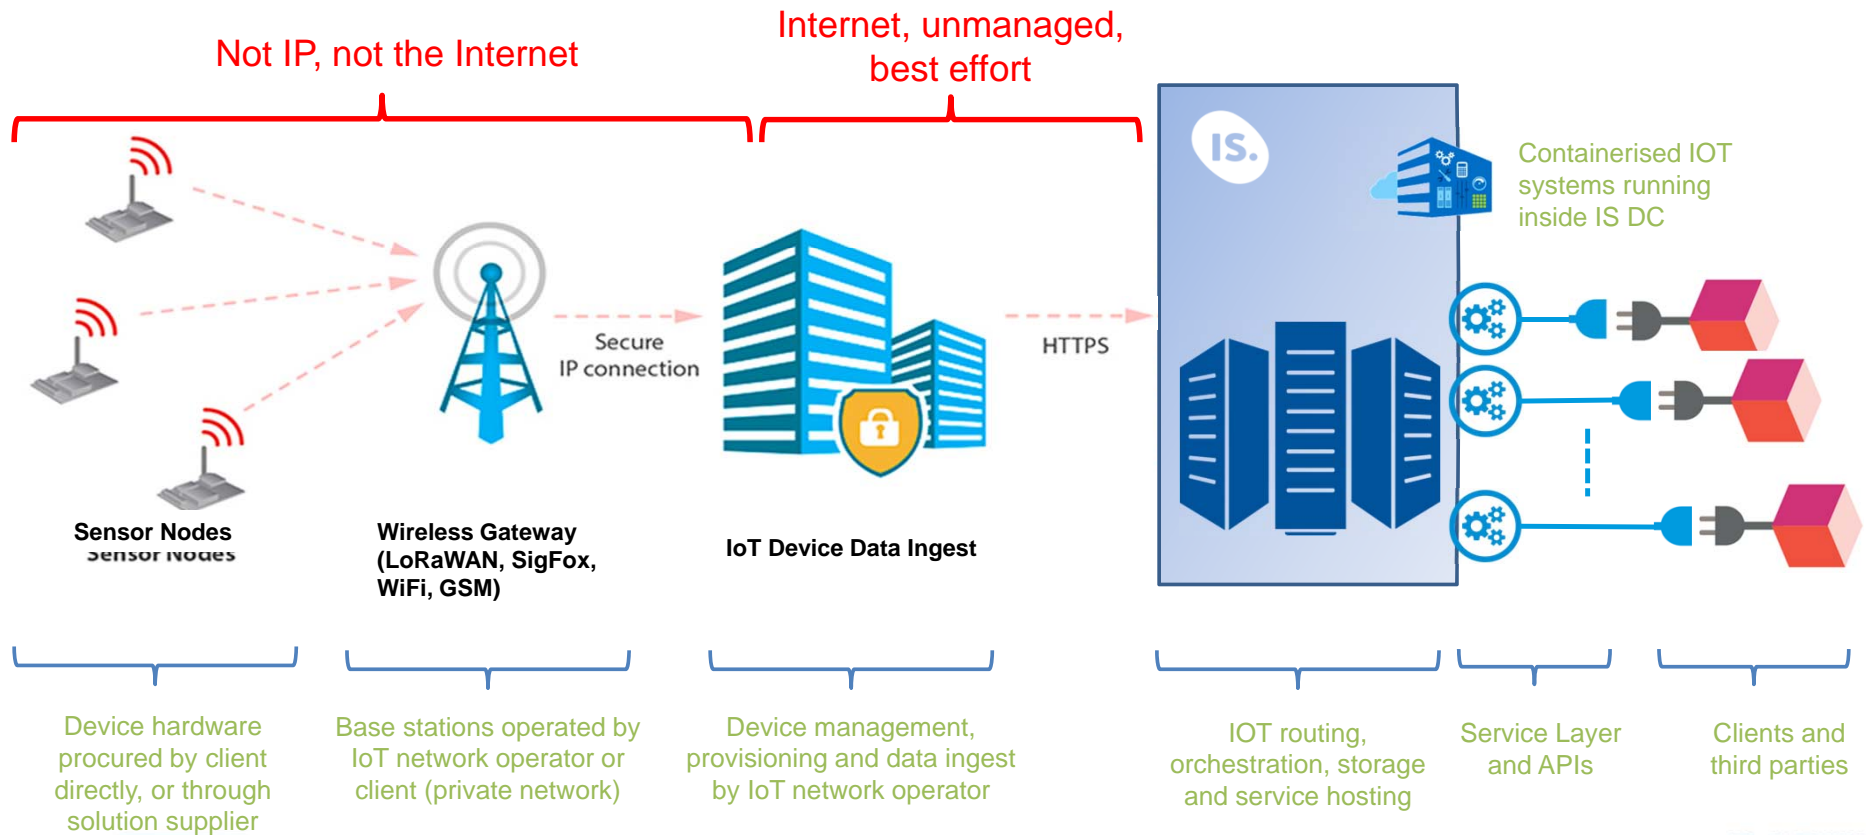 Not IP, not the Internet
Internet, unmanaged,
best effort
IS.
Containerised IOT
systems running
inside IS DC
Secure
IP connection
HTTPS
Sensor Nodes
Sensor Nodes
Wireless Gateway
(LoRaWAN, SigFox,
WiFi, GSM)
IoT Device Data Ingest
Device hardware
procured by client
directly, or through
solution supplier
Base stations operated by
IoT network operator or
client (private network)
Device management,
provisioning and data ingest
by IoT network operator
IOT routing,
orchestration, storage
and service hosting
Service Layer
and APIs
Clients and
third parties